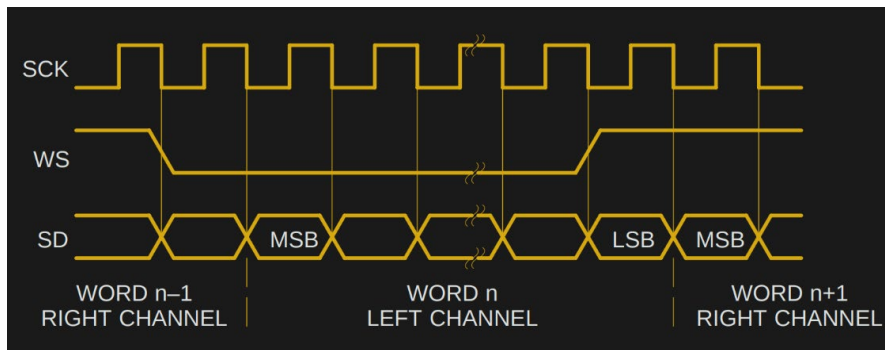 SCK
WS
SD
MSB
LSB
MSB
WORD n–1
RIGHT CHANNEL
WORD n
LEFT CHANNEL
WORD n+1
RIGHT CHANNEL